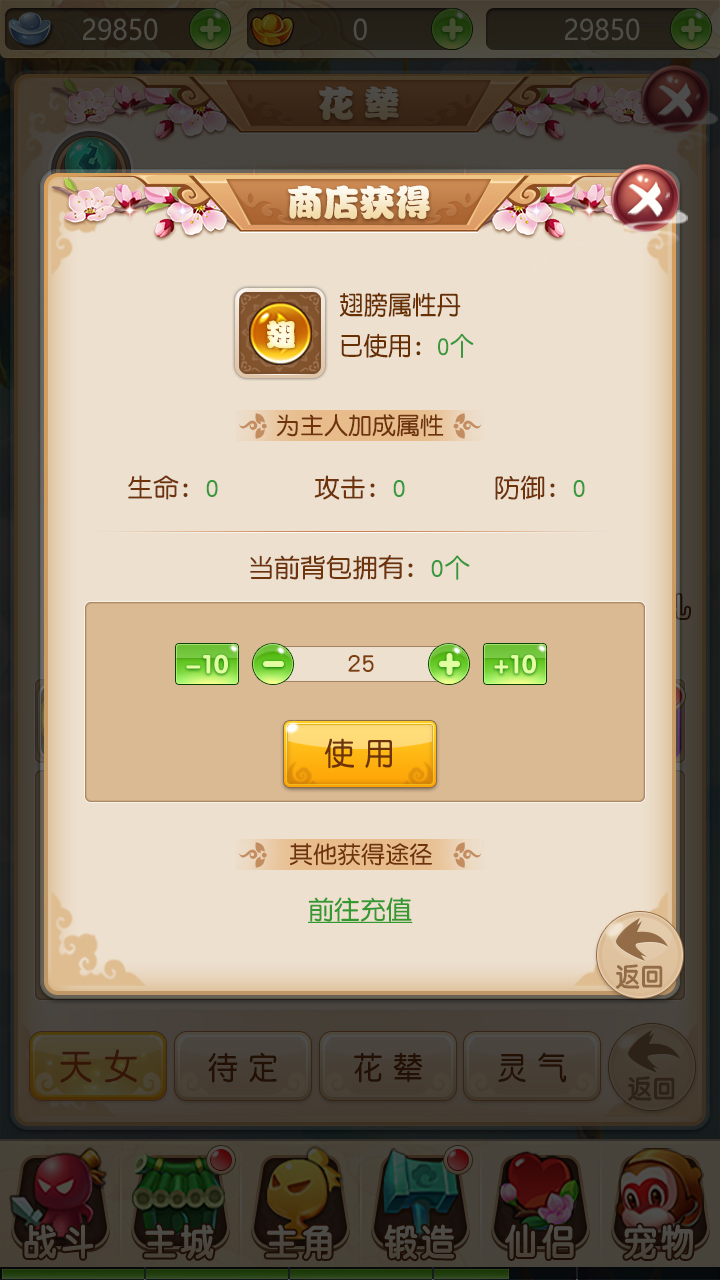 29850
0
29850
花辇
商店获得
翅
翅膀属性丹
已使用：0个
为主人加成属性
生命：0 攻击：0 防御：0
当前背包拥有：0个
-10 25 +10
使用
其他获得途径
前往充值
返回
天女 待定 花辇 灵气 返回
战斗 主城 主角 锻造 仙侣 宠物